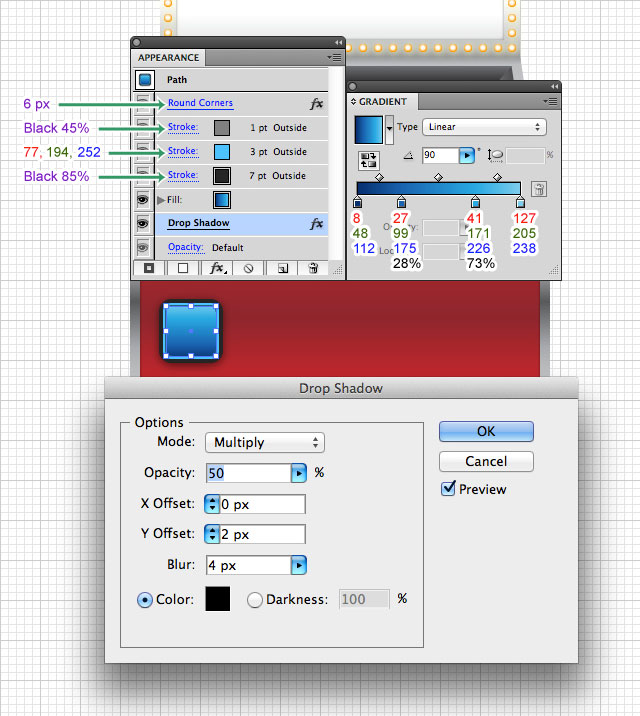 APPEARANCE
Path
6 px
Round Corners fx
Black 45%
Stroke: 1 pt Outside
77, 194, 252
Stroke: 3 pt Outside
Black 85%
Stroke: 7 pt Outside
Fill:
Drop Shadow fx
Opacity: Default
fx
GRADIENT
Type Linear
90 °
%
8 27 41 127
48 99 171 205
112 175 226 238
28% 73%
Drop Shadow
Options
Mode: Multiply
Opacity: 50 %
X Offset: 0 px
Y Offset: 2 px
Blur: 4 px
Color: Darkness: 100 %
OK
Cancel
Preview